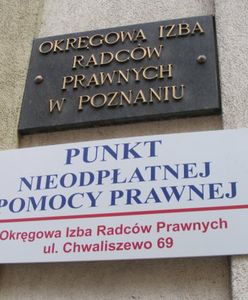 OKRĘGOWA IZBA
RADCÓW
PRAWNYCH
W POZNANIU
PUNKT
NIEODPŁATNEJ
POMOCY PRAWNEJ
Okręgowa Izba Radców Prawnych
ul. Chwaliszewo 69